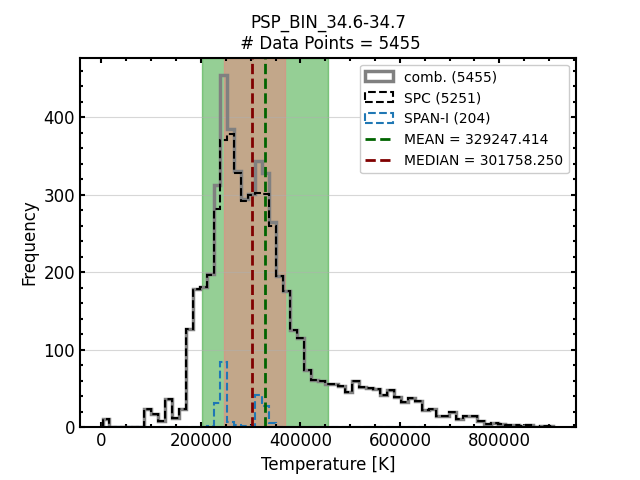 PSP_BIN_34.6-34.7
# Data Points = 5455
comb. (5455)
SPC (5251)
SPAN-I (204)
MEAN = 329247.414
MEDIAN = 301758.250
Frequency
400
300
200
100
0
0 200000 400000 600000 800000
Temperature [K]